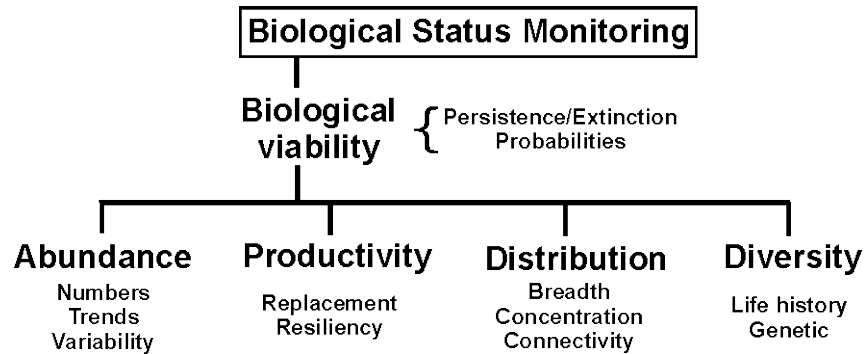 Biological Status Monitoring
Biological
viability
Persistence/Extinction
Probabilities
Abundance
Numbers
Trends
Variability
Productivity
Replacement
Resiliency
Distribution
Breadth
Concentration
Connectivity
Diversity
Life history
Genetic